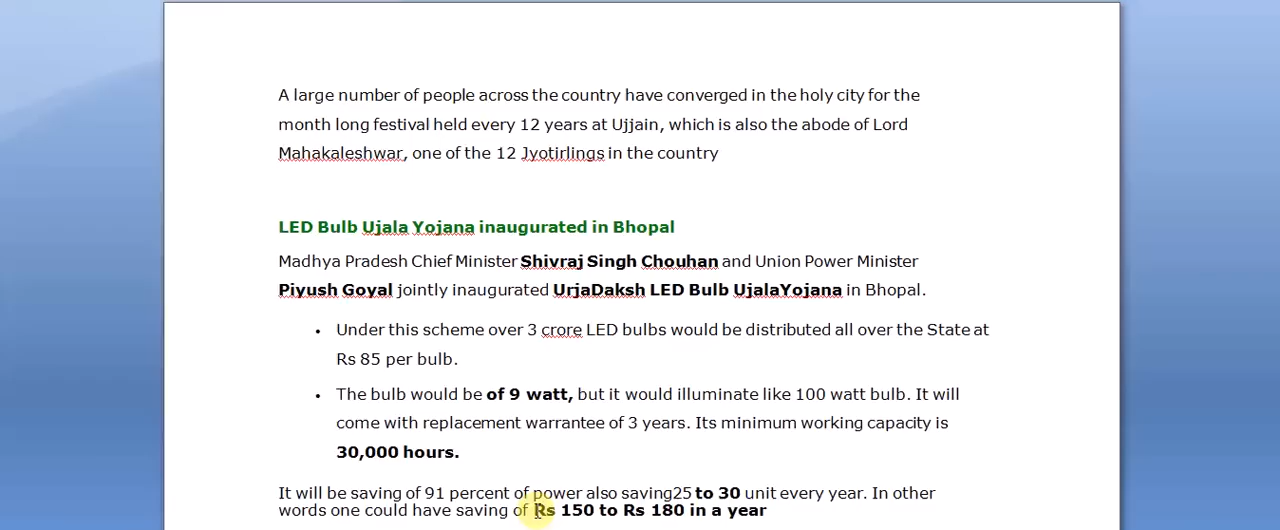 A large number of people across the country have converged in the holy city for the
month long festival held every 12 years at Ujjain, which is also the abode of Lord
Mahakaleshwar, one of the 12 Jyotirlings in the country
LED Bulb Ujala Yojana inaugurated in Bhopal
Madhya Pradesh Chief Minister Shivraj Singh Chouhan and Union Power Minister
Piyush Goyal jointly inaugurated UrjaDaksh LED Bulb UjalaYojana in Bhopal.
• Under this scheme over 3 crore LED bulbs would be distributed all over the State at
Rs 85 per bulb.
• The bulb would be of 9 watt, but it would illuminate like 100 watt bulb. It will
come with replacement warrantee of 3 years. Its minimum working capacity is
30,000 hours.
It will be saving of 91 percent of power also saving25 to 30 unit every year. In other
words one could have saving of Rs 150 to Rs 180 in a year